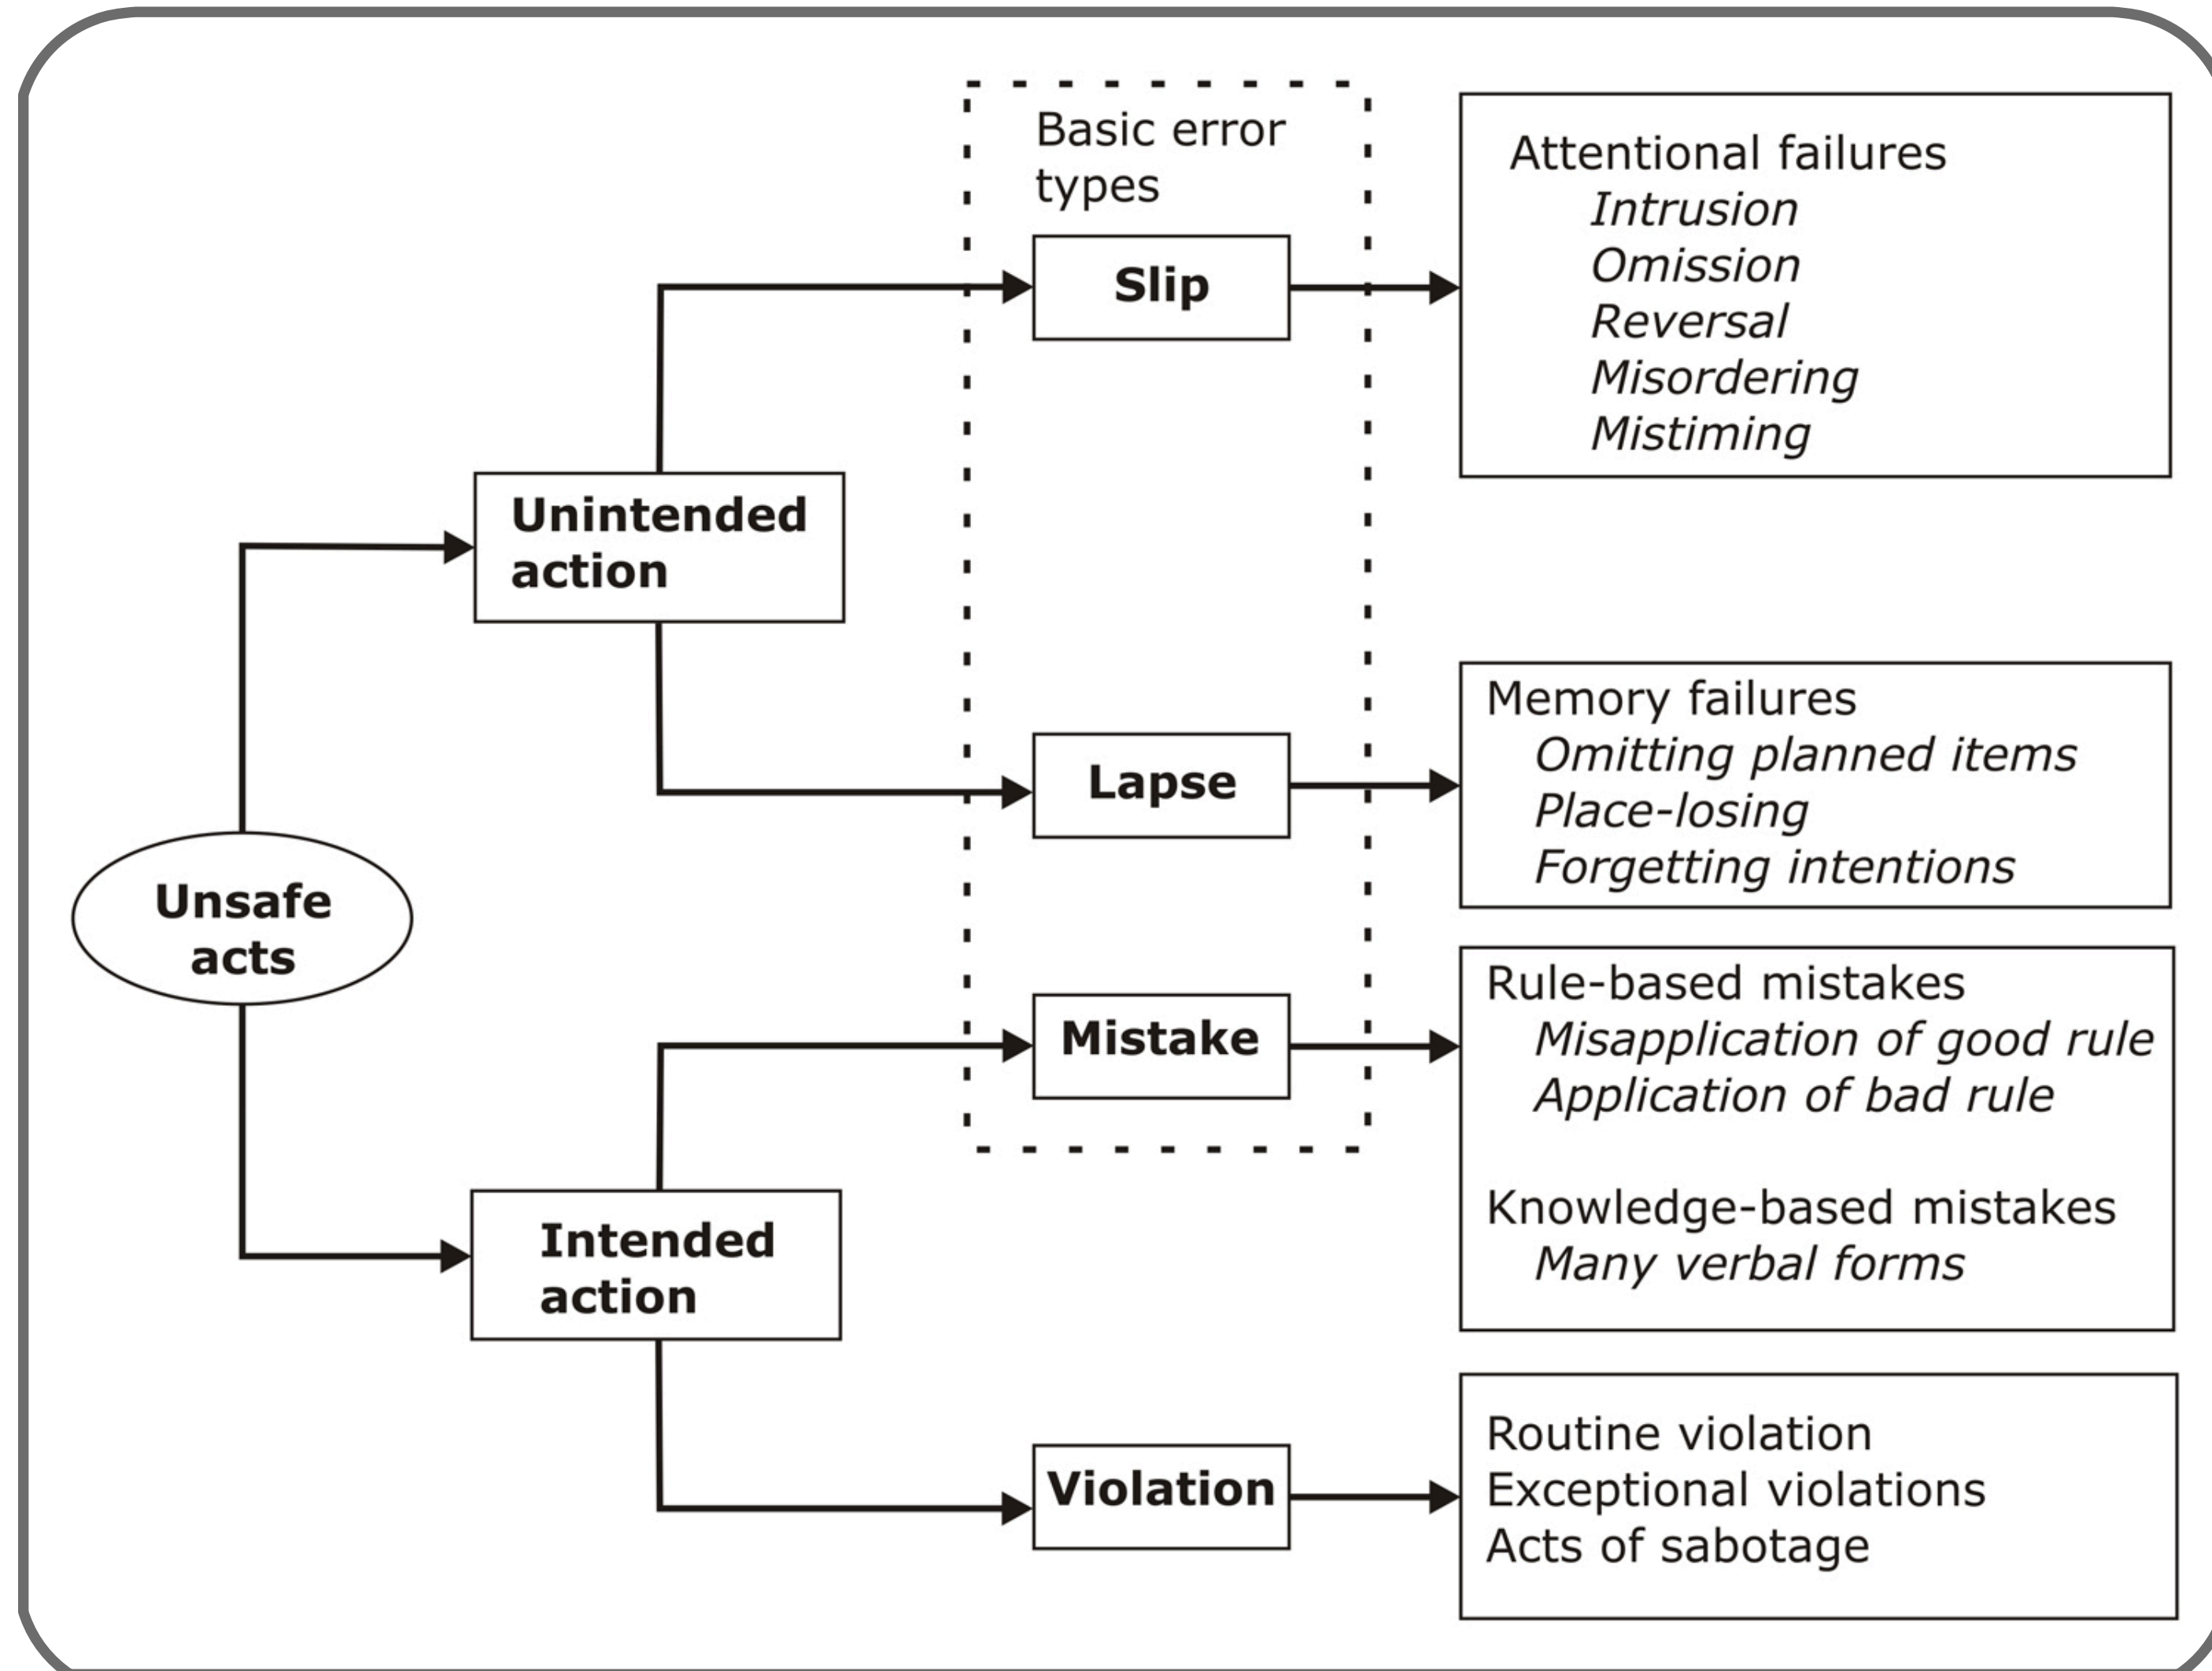 Basic error
types
Slip
Attentional failures
Intrusion
Omission
Reversal
Misordering
Mistiming
Unintended
action
Lapse
Memory failures
Omitting planned items
Place-losing
Forgetting intentions
Unsafe
acts
Mistake
Rule-based mistakes
Misapplication of good rule
Application of bad rule
Knowledge-based mistakes
Many verbal forms
Intended
action
Violation
Routine violation
Exceptional violations
Acts of sabotage